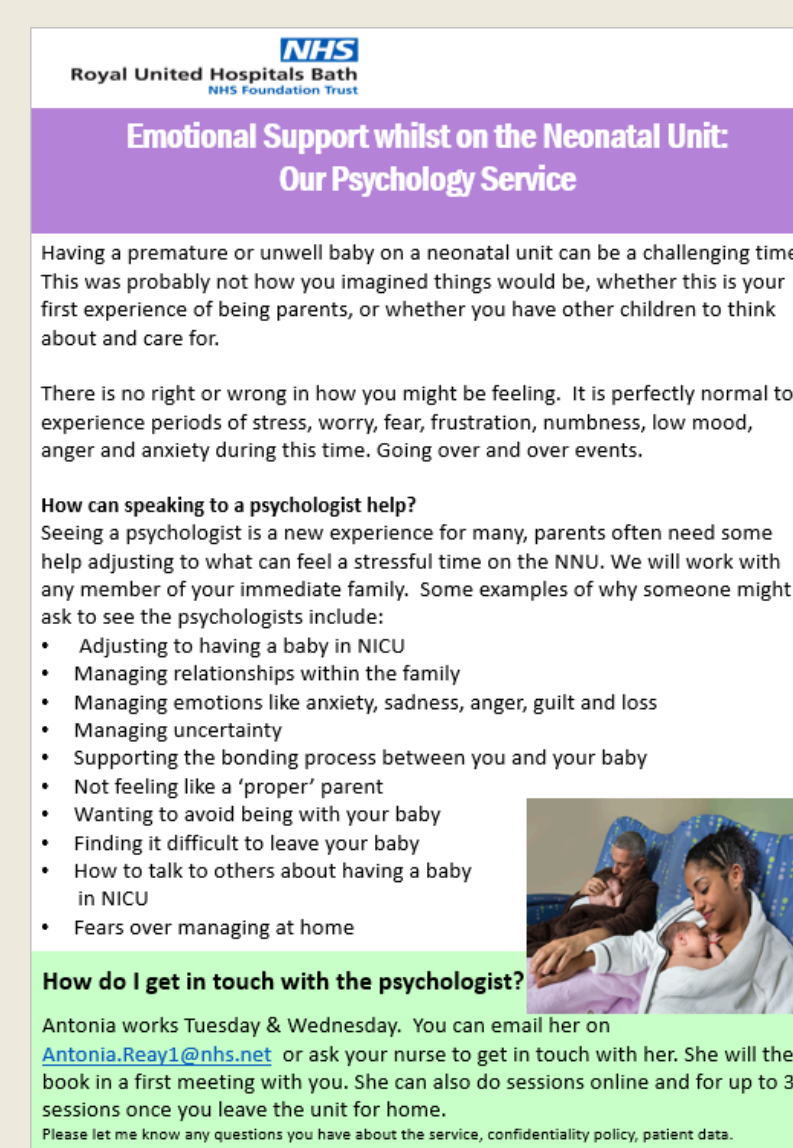 NHS
Royal United Hospitals Bath
NHS Foundation Trust
Emotional Support whilst on the Neonatal Unit:
Our Psychology Service
Having a premature or unwell baby on a neonatal unit can be a challenging time
This was probably not how you imagined things would be, whether this is your
first experience of being parents, or whether you have other children to think
about and care for.
There is no right or wrong in how you might be feeling.  It is perfectly normal to
experience periods of stress, worry, fear, frustration, numbness, low mood,
anger and anxiety during this time. Going over and over events.
How can speaking to a psychologist help?
Seeing a psychologist is a new experience for many, parents often need some
help adjusting to what can feel a stressful time on the NNU. We will work with
any member of your immediate family.  Some examples of why someone might
ask to see the psychologists include:
• Adjusting to having a baby in NICU
• Managing relationships within the family
• Managing emotions like anxiety, sadness, anger, guilt and loss
• Managing uncertainty
• Supporting the bonding process between you and your baby
• Not feeling like a ‘proper’ parent
• Wanting to avoid being with your baby
• Finding it difficult to leave your baby
• How to talk to others about having a baby
in NICU
• Fears over managing at home
How do I get in touch with the psychologist?
Antonia works Tuesday & Wednesday.  You can email her on
Antonia.Reay1@nhs.net  or ask your nurse to get in touch with her. She will the
book in a first meeting with you. She can also do sessions online and for up to 3
sessions once you leave the unit for home.
Please let me know any questions you have about the service, confidentiality policy, patient data.